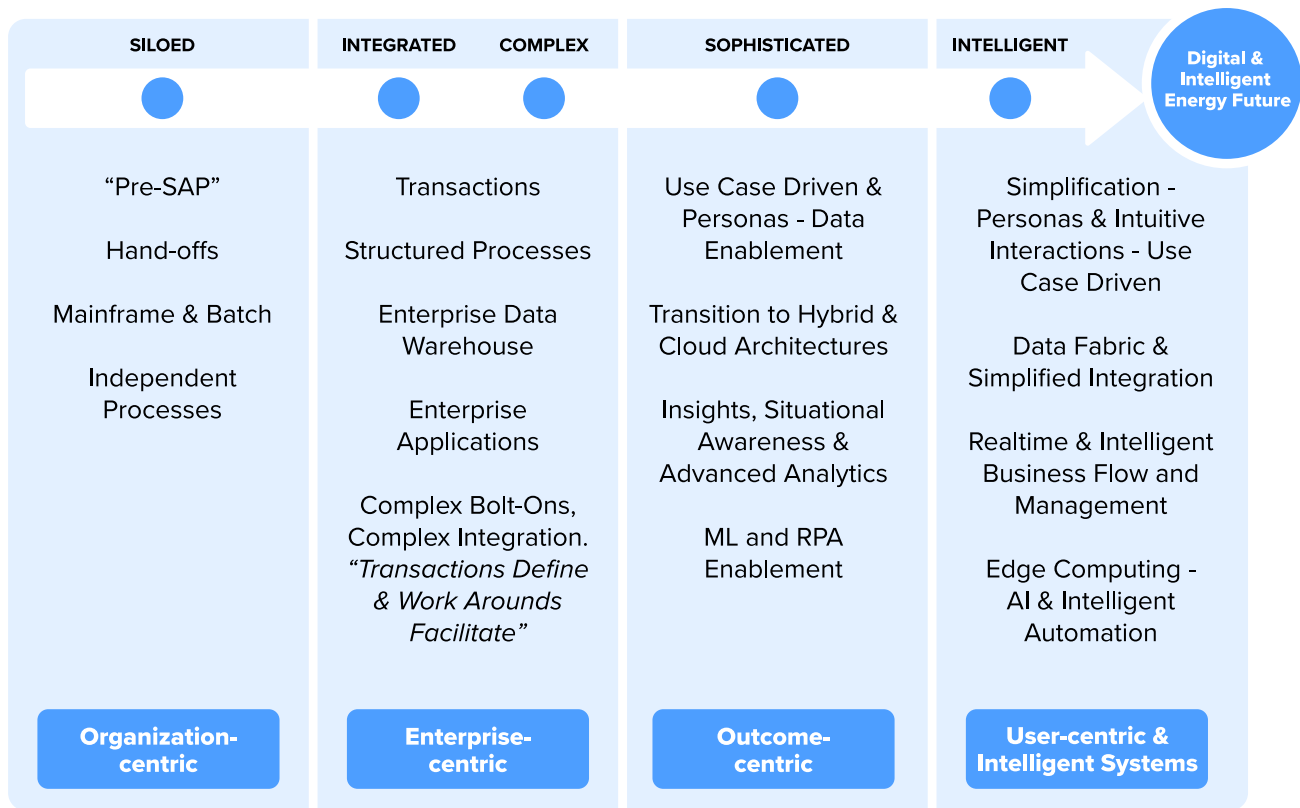 SILOED
INTEGRATED
COMPLEX
SOPHISTICATED
INTELLIGENT
Digital &
Intelligent
Energy Future
“Pre-SAP”
Hand-offs
Mainframe & Batch
Independent
Processes
Organization-
centric
Transactions
Structured Processes
Enterprise Data
Warehouse
Enterprise
Applications
Complex Bolt-Ons,
Complex Integration.
“Transactions Define
& Work Arounds
Facilitate”
Enterprise-
centric
Use Case Driven &
Personas - Data
Enablement
Transition to Hybrid &
Cloud Architectures
Insights, Situational
Awareness &
Advanced Analytics
ML and RPA
Enablement
Outcome-
centric
Simplification -
Personas & Intuitive
Interactions - Use
Case Driven
Data Fabric &
Simplified Integration
Realtime & Intelligent
Business Flow and
Management
Edge Computing -
AI & Intelligent
Automation
User-centric &
Intelligent Systems